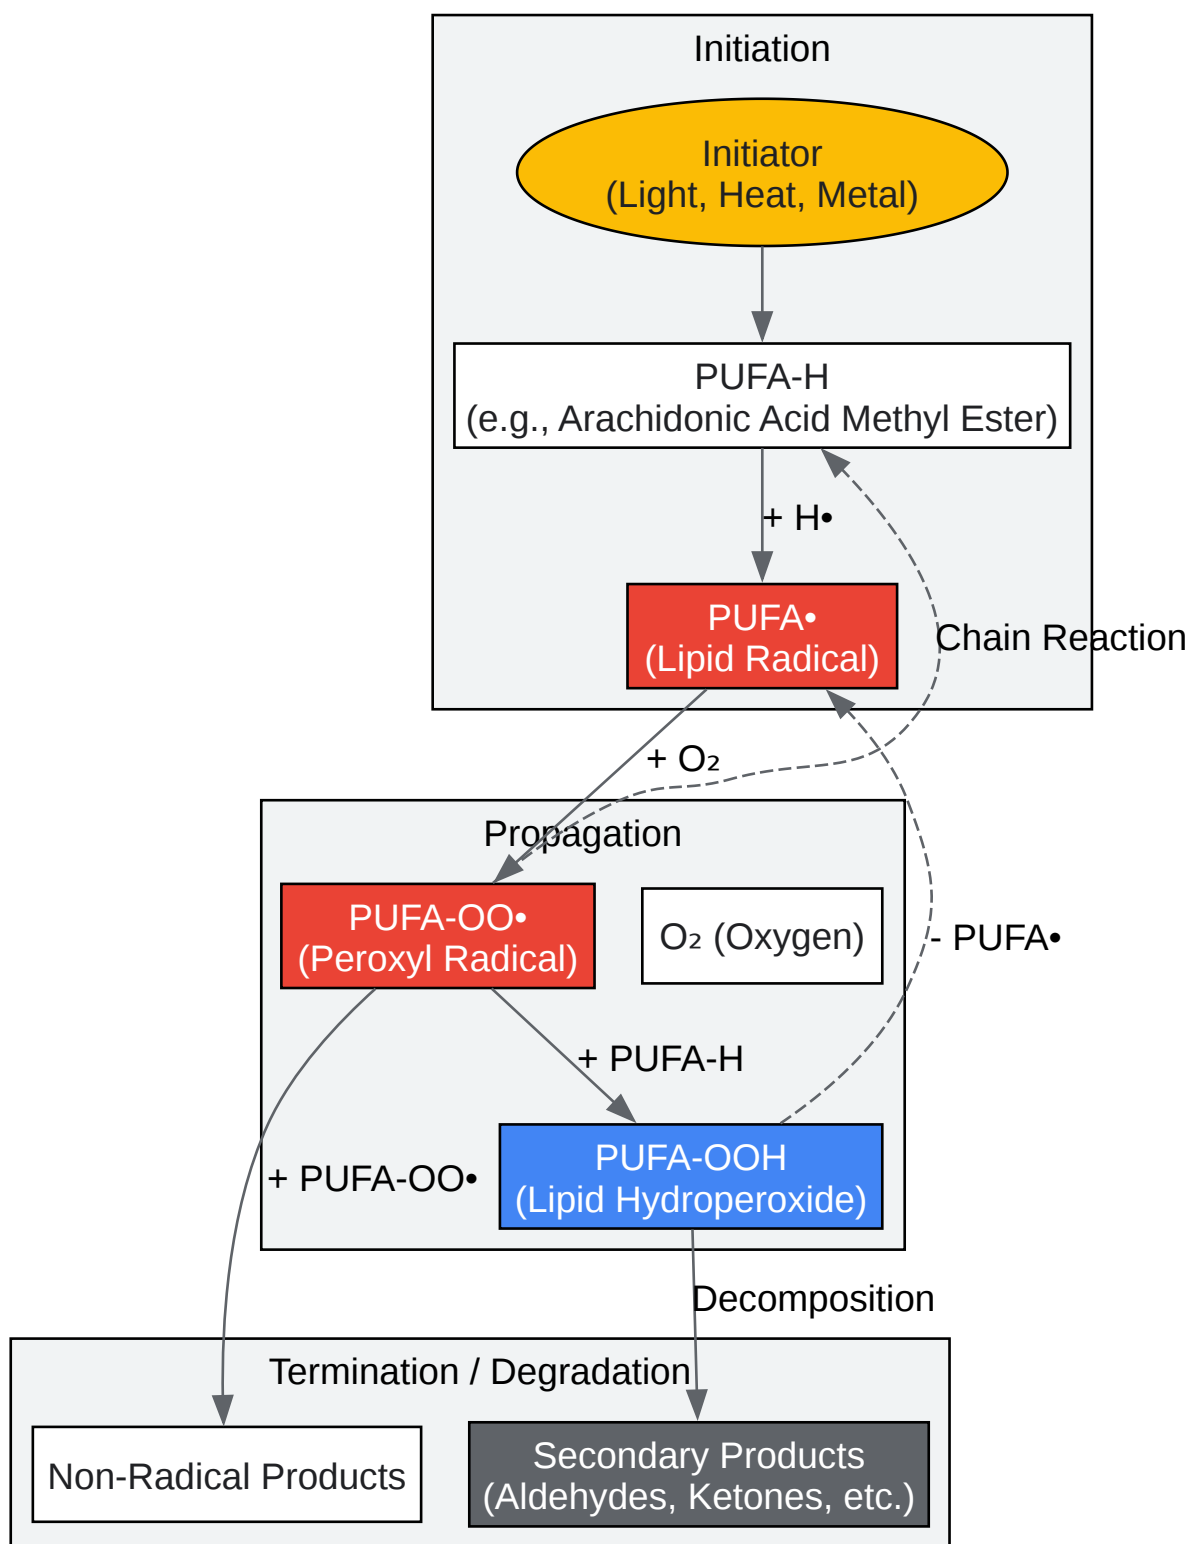 Initiation
Initiator
(Light, Heat, Metal)
PUFA-H
(e.g., Arachidonic Acid Methyl Ester)
+ H•
PUFA•
(Lipid Radical)
Chain Reaction
+ O₂
Propagation
PUFA-OO•
(Peroxyl Radical)
O₂ (Oxygen)
- PUFA•
+ PUFA-H
PUFA-OOH
(Lipid Hydroperoxide)
+ PUFA-OO•
Decomposition
Termination / Degradation
Non-Radical Products
Secondary Products
(Aldehydes, Ketones, etc.)